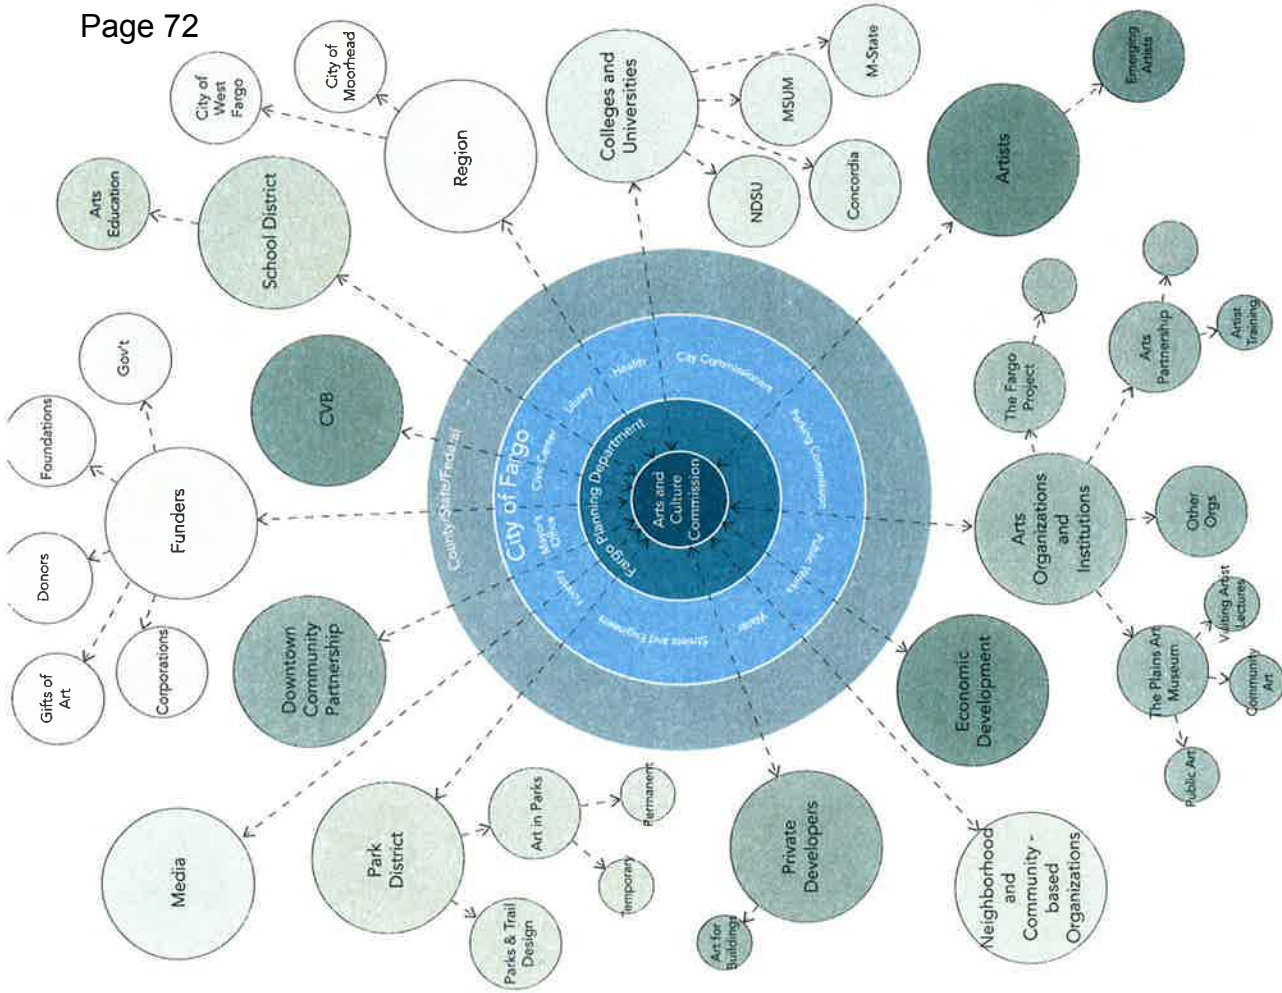 Page 72
City of
West
Fargo
City of
Moorhead
Region
Arts
Education
School District
Colleges and
Universities
M-State
MSUM
NDSU
Concordia
Artists
Emerging
Artists
Gov't
Foundations
Donors
Gifts of
Art
Corporations
Funders
CVB
Downtown
Community
Partnership
Media
Park
District
Parks & Trail
Design
Art in Parks
Permanent
Temporary
Private
Developers
Art for
Buildings
Neighborhood
and
Community -
based
Organizations
Economic
Development
Arts
Organizations
and
Institutions
The Fargo
Project
Arts
Partnership
Artist
Training
Other
Orgs
The Plains Art
Museum
Visiting Artist
Lectures
Community
Art
Public Art
County/State/Federal
City of Fargo
Forestry
Mayor's
Office
Civic Center
Library
Health
City Commissioners
Parking Commission
Public Works
Water
Streets and Engineers
Fargo Planning Department
Arts and
Culture
Commission